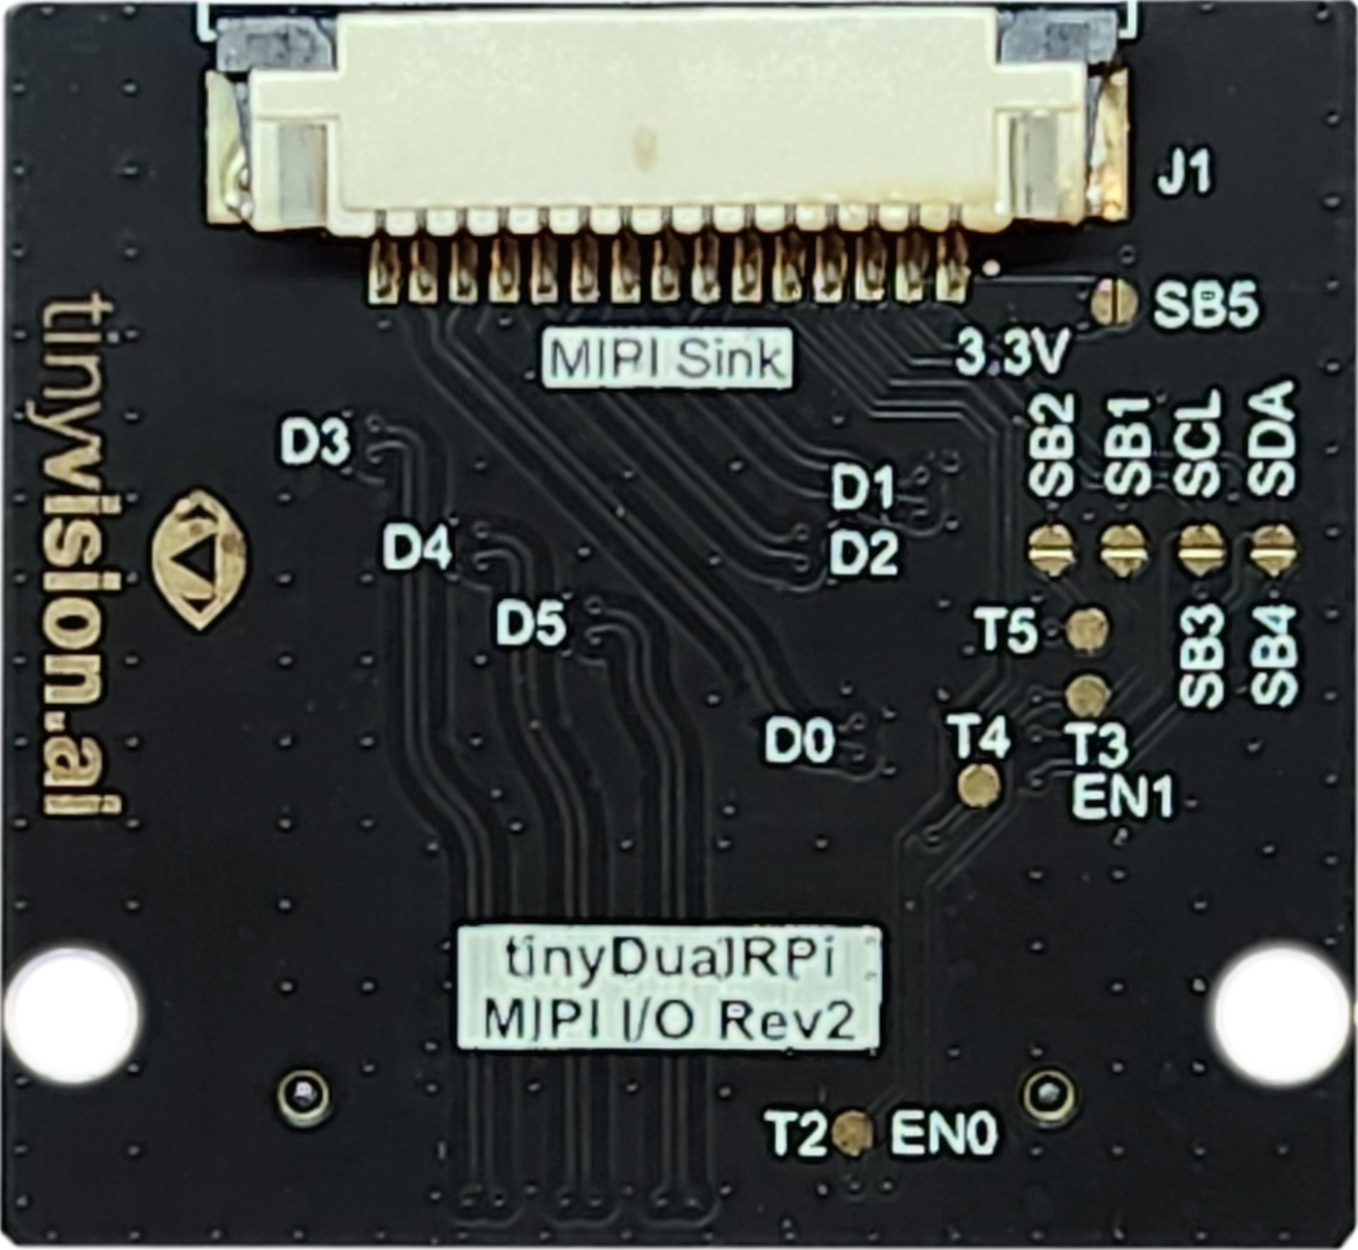 J1
SB5
MIPI Sink
3.3V
SB2
SB1
SCL
SDA
D3
D1
D4
D2
D5
T5
SB3
SB4
D0
T4
T3
EN1
tinyvision.ai
tinyDualRPi
MIPI I/O Rev2
T2
EN0